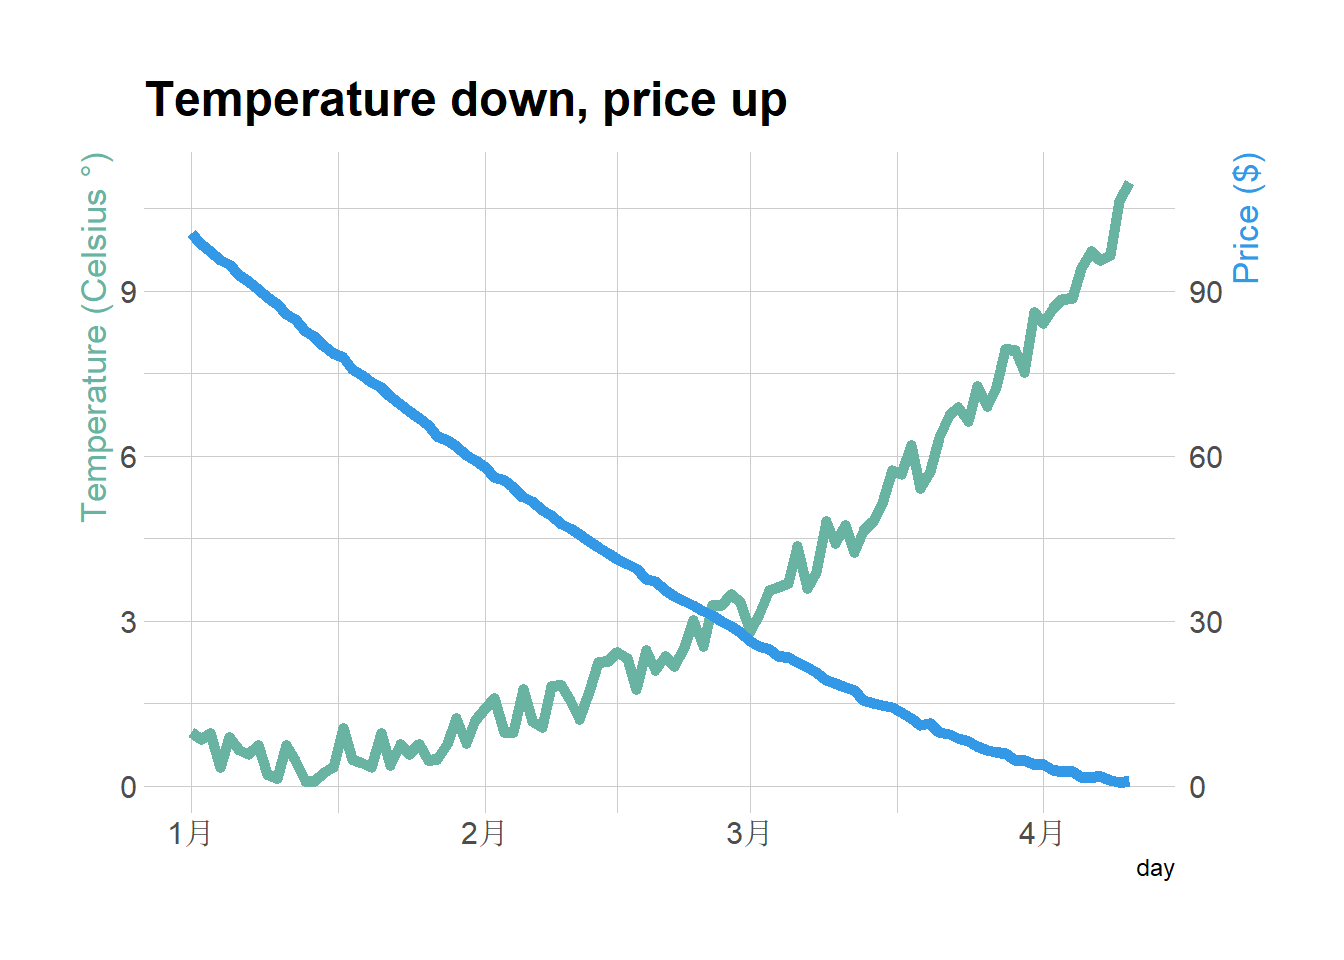 Temperature down, price up
Temperature (Celsius °)
Price ($)
9
6
3
0
90
60
30
0
1月
2月
3月
4月
day